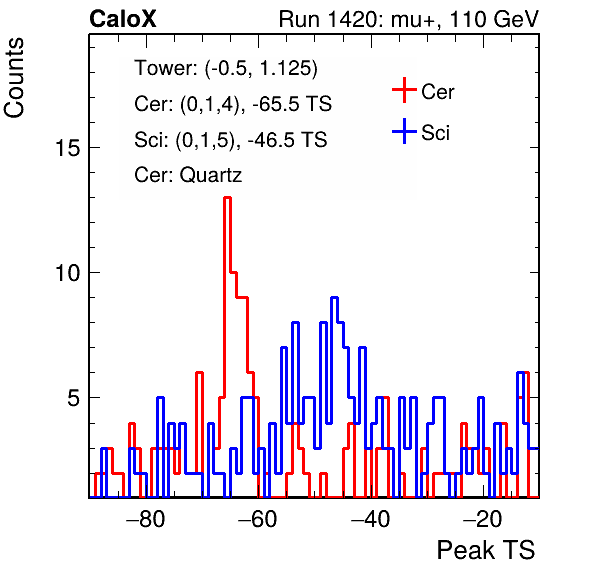 CaloX Run 1420: mu+, 110 GeV
Counts
Tower: (-0.5, 1.125)
Cer: (0,1,4), -65.5 TS
Sci: (0,1,5), -46.5 TS
Cer: Quartz
Cer
Sci
15
10
5
−80 −60 −40 −20
Peak TS